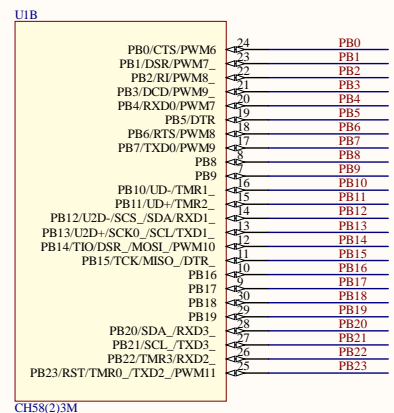 U1B
PB0/CTS/PWM6 24 PB0
PB1/DSR/PWM7_ 23 PB1
PB2/RI/PWM8_ 22 PB2
PB3/DCD/PWM9_ 21 PB3
PB4/RXD0/PWM7 20 PB4
PB5/DTR 19 PB5
PB6/RTS/PWM8 18 PB6
PB7/TXD0/PWM9 17 PB7
PB8 8 PB8
PB9 7 PB9
PB10/UD-/TMR1_ 16 PB10
PB11/UD+/TMR2_ 15 PB11
PB12/U2D-/SCS_/SDA/RXD1_ 14 PB12
PB13/U2D+/SCK0_/SCL/TXD1_ 13 PB13
PB14/TIO/DSR_/MOSI_/PWM10 12 PB14
PB15/TCK/MISO_/DTR_ 11 PB15
PB16 10 PB16
PB17 9 PB17
PB18 30 PB18
PB19 29 PB19
PB20/SDA_/RXD3_ 28 PB20
PB21/SCL_/TXD3_ 27 PB21
PB22/TMR3/RXD2_ 26 PB22
PB23/RST/TMR0_/TXD2_/PWM11 25 PB23
CH58(2)3M